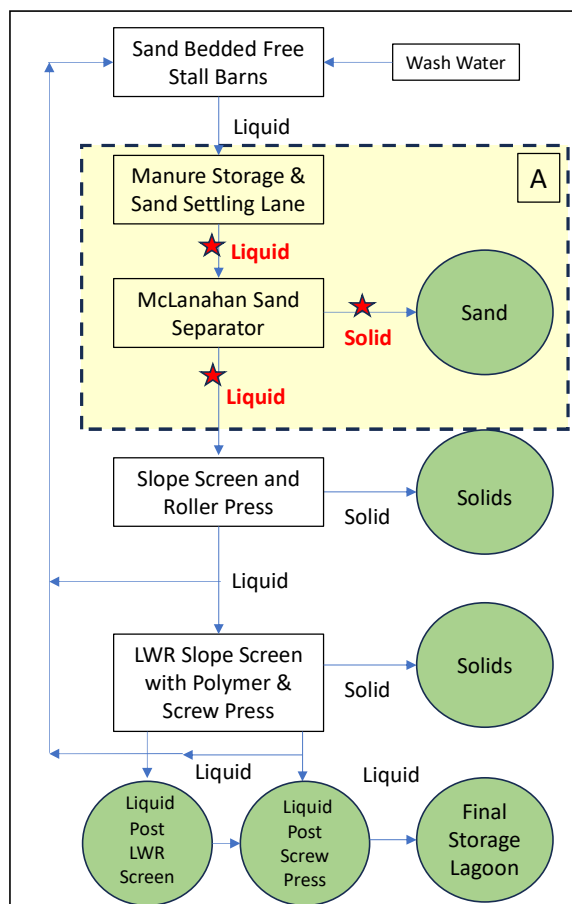 Sand Bedded Free
Stall Barns
Wash Water
Liquid
A
Manure Storage &
Sand Settling Lane
Liquid
McLanahan Sand
Separator
Solid
Sand
Liquid
Slope Screen and
Roller Press
Solid
Solids
Liquid
LWR Slope Screen
with Polymer &
Screw Press
Solid
Solids
Liquid
Liquid
Liquid
Post
LWR
Screen
Liquid
Post
Screw
Press
Final
Storage
Lagoon